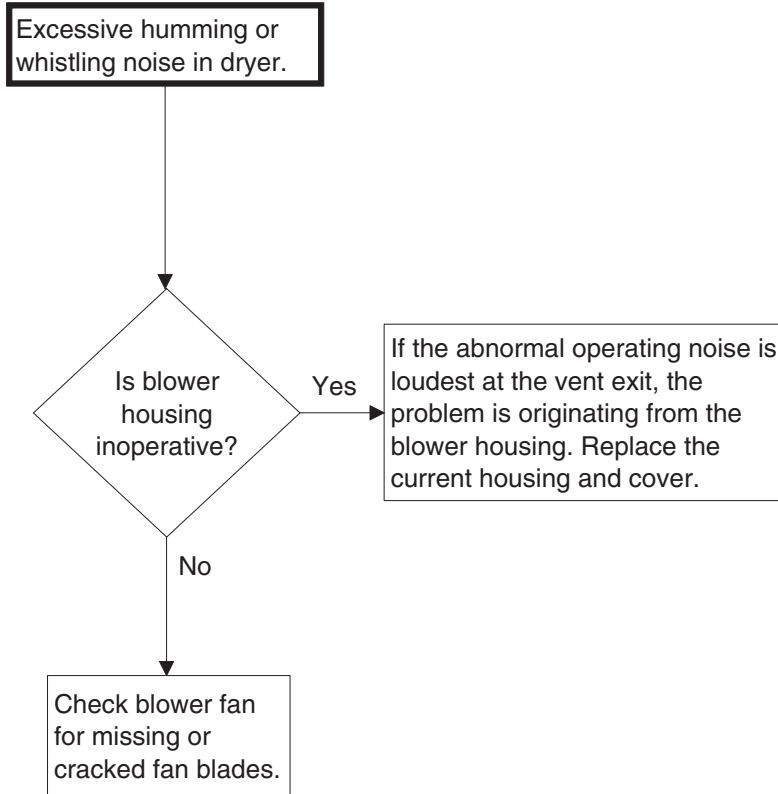 Excessive humming or
whistling noise in dryer.
Is blower
housing
inoperative?
Yes
If the abnormal operating noise is
loudest at the vent exit, the
problem is originating from the
blower housing. Replace the
current housing and cover.
No
Check blower fan
for missing or
cracked fan blades.